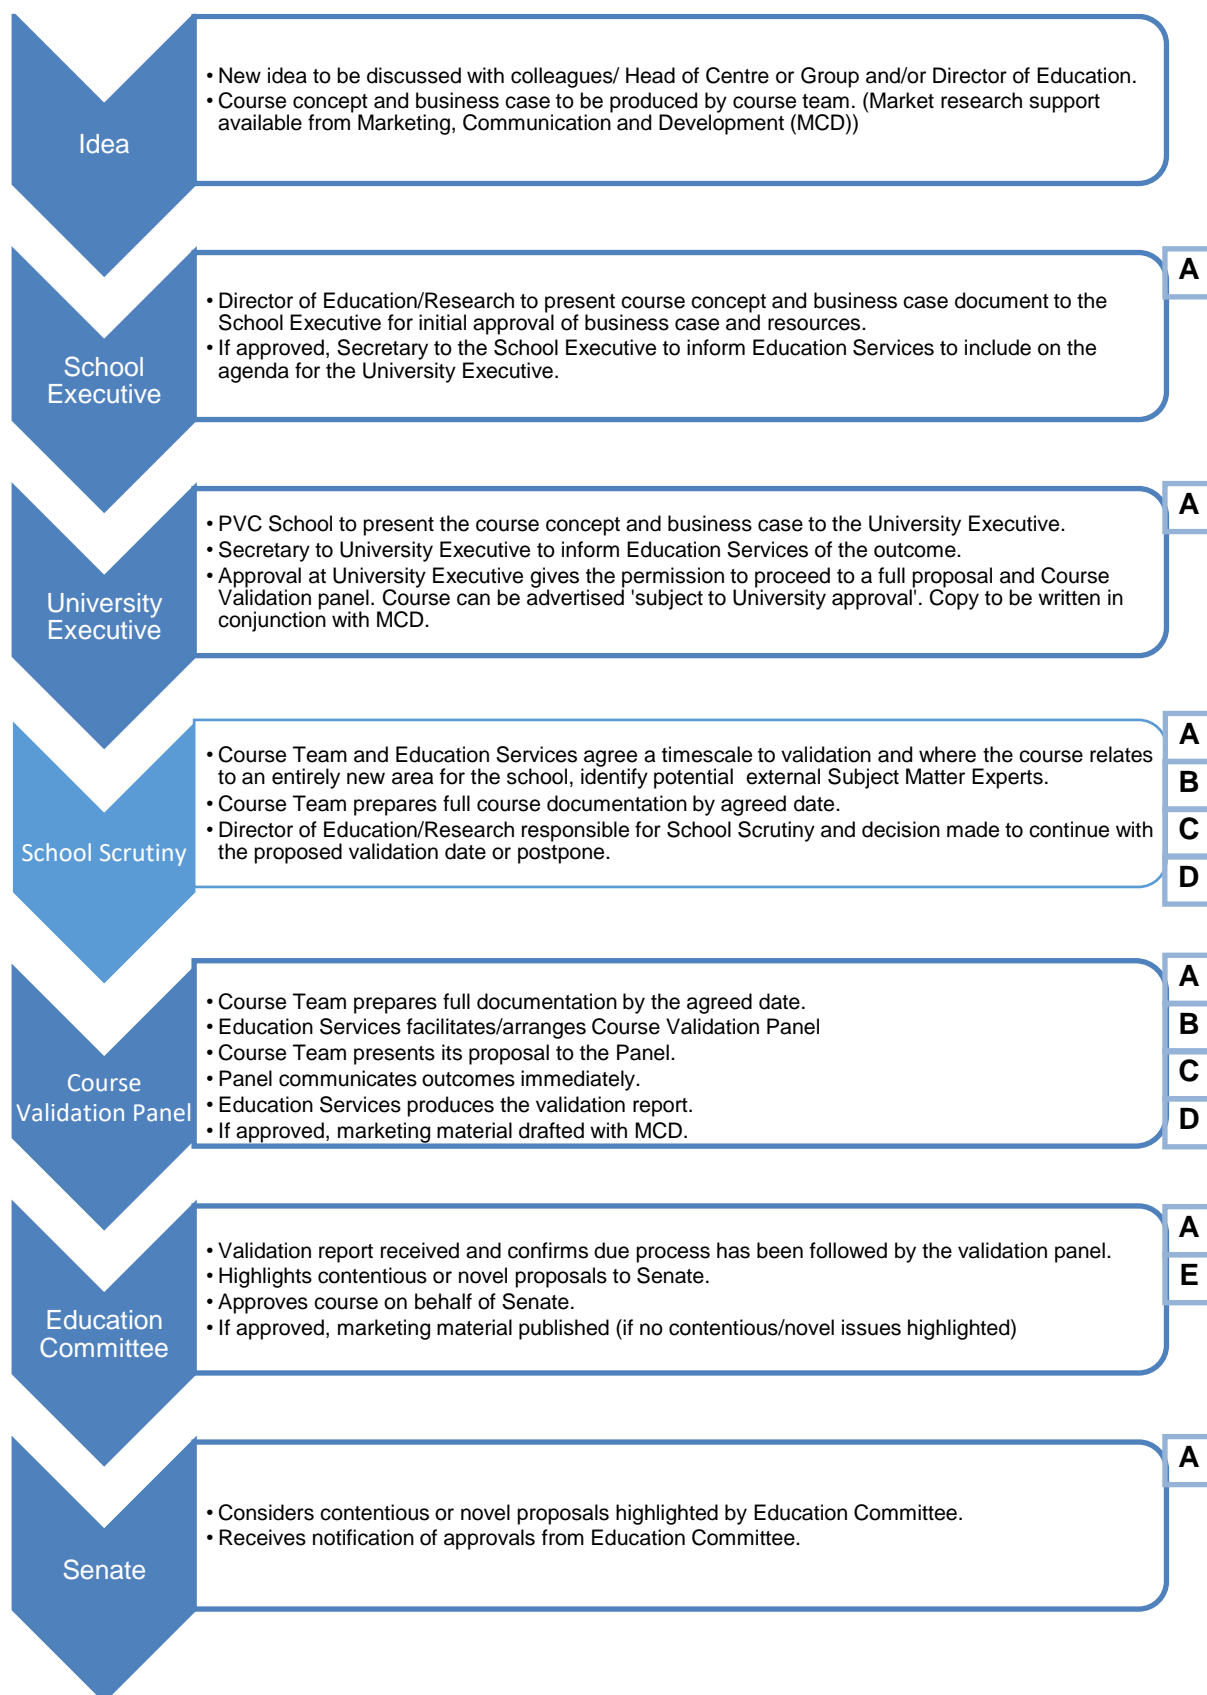 Idea
• New idea to be discussed with colleagues/ Head of Centre or Group and/or Director of Education.
• Course concept and business case to be produced by course team. (Market research support
available from Marketing, Communication and Development (MCD))
School
Executive
• Director of Education/Research to present course concept and business case document to the
School Executive for initial approval of business case and resources.
• If approved, Secretary to the School Executive to inform Education Services to include on the
agenda for the University Executive.
A
University
Executive
• PVC School to present the course concept and business case to the University Executive.
• Secretary to University Executive to inform Education Services of the outcome.
• Approval at University Executive gives the permission to proceed to a full proposal and Course
Validation panel. Course can be advertised 'subject to University approval'. Copy to be written in
conjunction with MCD.
A
School Scrutiny
• Course Team and Education Services agree a timescale to validation and where the course relates
to an entirely new area for the school, identify potential  external Subject Matter Experts.
• Course Team prepares full course documentation by agreed date.
• Director of Education/Research responsible for School Scrutiny and decision made to continue with
the proposed validation date or postpone.
A
B
C
D
Course
Validation Panel
• Course Team prepares full documentation by the agreed date.
• Education Services facilitates/arranges Course Validation Panel
• Course Team presents its proposal to the Panel.
• Panel communicates outcomes immediately.
• Education Services produces the validation report.
• If approved, marketing material drafted with MCD.
A
B
C
D
Education
Committee
• Validation report received and confirms due process has been followed by the validation panel.
• Highlights contentious or novel proposals to Senate.
• Approves course on behalf of Senate.
• If approved, marketing material published (if no contentious/novel issues highlighted)
A
E
Senate
• Considers contentious or novel proposals highlighted by Education Committee.
• Receives notification of approvals from Education Committee.
A